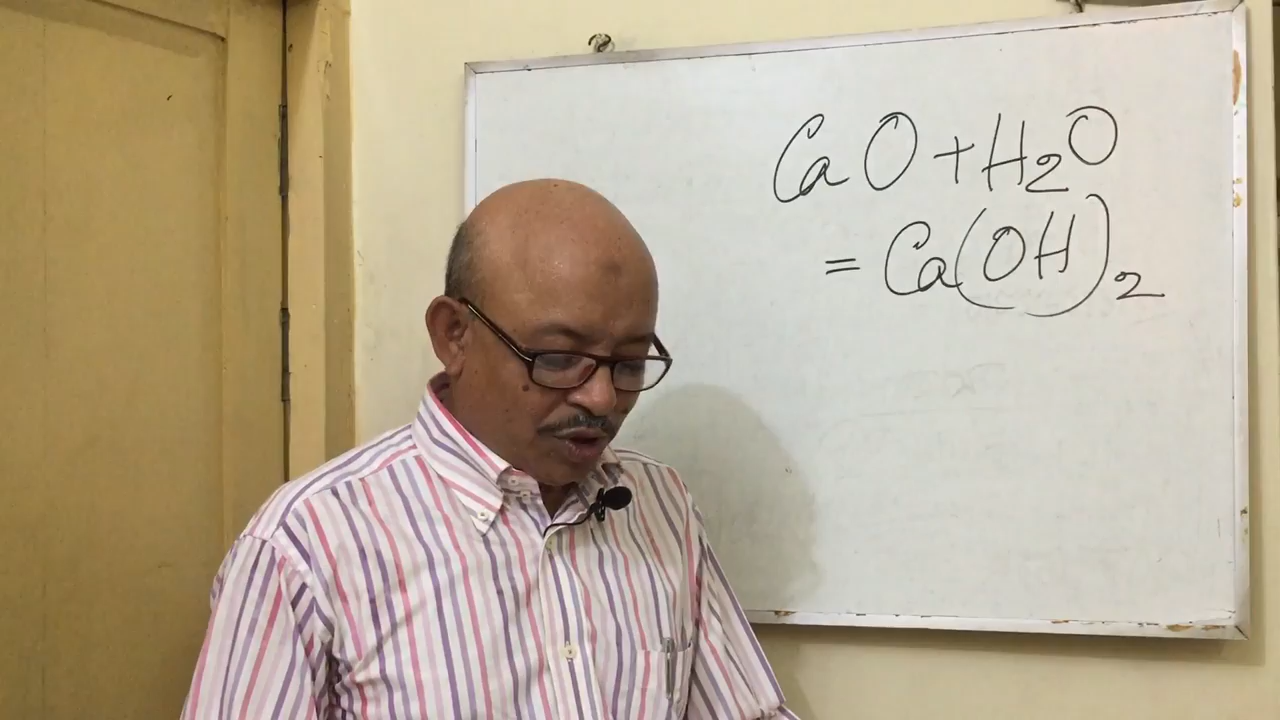 CaO + H2O
= Ca(OH)2